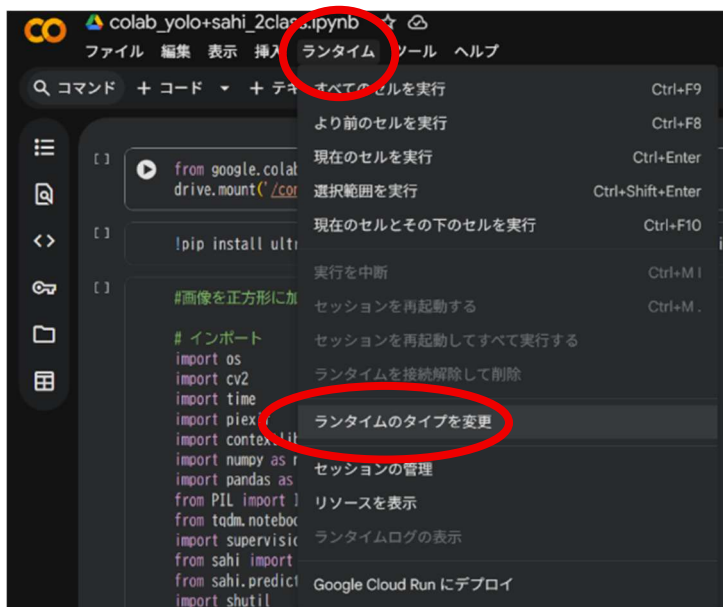 colab_yolo+sahi_2class.ipynb
ファイル 編集 表示 挿入 ランタイム ツール ヘルプ
コマンド + コード + テキ
すべてのセルを実行 Ctrl+F9
より前のセルを実行 Ctrl+F8
現在のセルを実行 Ctrl+Enter
選択範囲を実行 Ctrl+Shift+Enter
現在のセルとその下のセルを実行 Ctrl+F10
実行を中断 Ctrl+M I
セッションを再起動する Ctrl+M .
セッションを再起動してすべて実行する
ランタイムを接続解除して削除
ランタイムのタイプを変更
セッションの管理
リソースを表示
ランタイムログの表示
Google Cloud Run にデプロイ
[ ] from google.colab
drive.mount('/con
[ ] !pip install ultr
[ ] #画像を正方形に加
# インポート
import os
import cv2
import time
import piexif
import contextlib
import numpy as n
import pandas as
from PIL import I
from tqdm.noteboo
import supervisio
from sahi import
from sahi.predict
import shutil